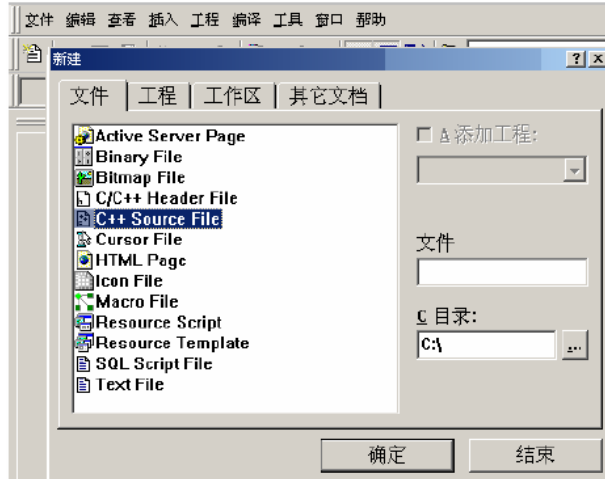 文件 编辑 查看 插入 工程 编译 工具 窗口 帮助
新建
文件 工程 工作区 其它文档
Active Server Page
Binary File
Bitmap File
C/C++ Header File
C++ Source File
Cursor File
HTML Page
Icon File
Macro File
Resource Script
Resource Template
SQL Script File
Text File
A 添加工程:
文件
C 目录:
C:\
...
确定 结束